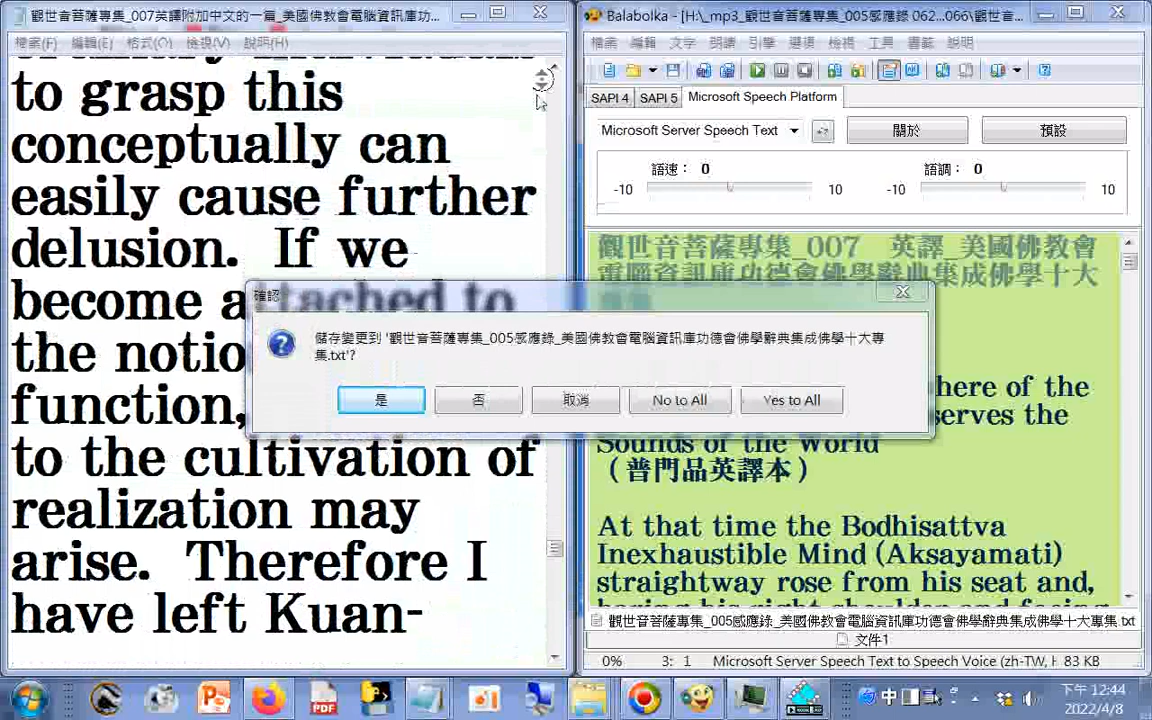 觀世音菩薩專集_007英譯附加中文的一篇_美國佛教會電腦資訊庫功...
檔案(F) 編輯(E) 格式(O) 檢視(V) 說明(H)
to grasp this
conceptually can
easily cause further
delusion. If we
become attached to
the notio
function,
to the cultivation of
realization may
arise. Therefore I
have left Kuan-
Balabolka - [H:\_mp3_觀世音菩薩專集_005感應錄 062...066\觀世音...
檔案 編輯 文字 朗讀 引擎 選項 檢視 工具 書籤 說明
SAPI 4 SAPI 5 Microsoft Speech Platform
Microsoft Server Speech Text 關於 預設
語速： 0 語調： 0
-10 10 -10 10
觀世音菩薩專集_007 英譯_美國佛教會
電腦資訊庫功德會佛學辭典集成佛學十大
here of the
serves the
Sounds of the World
（普門品英譯本）
At that time the Bodhisattva
Inexhaustible Mind (Aksayamati)
straightway rose from his seat and,
baring his right shoulder and facing
觀世音菩薩專集_005感應錄_美國佛教會電腦資訊庫功德會佛學辭典集成佛學十大專集.txt
文件1
0% 3: 1 Microsoft Server Speech Text to Speech Voice (zh-TW, H 83 KB
確認
儲存變更到 '觀世音菩薩專集_005感應錄_美國佛教會電腦資訊庫功德會佛學辭典集成佛學十大專
集.txt'?
是 否 取消 No to All Yes to All
中
下午 12:44
2022/4/8